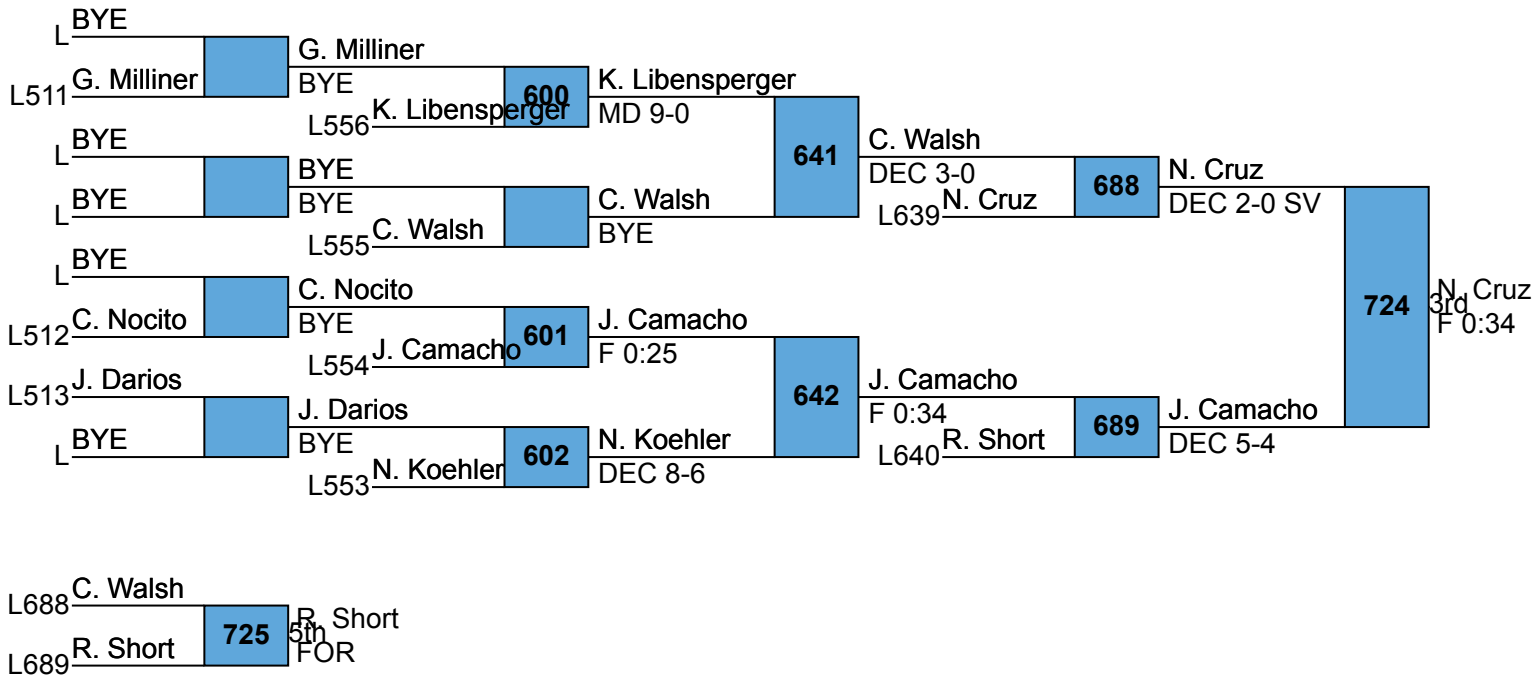 BYE
L
G. Milliner
L511
G. Milliner
BYE
K. Libensperger
L556
600
K. Libensperger
MD 9-0
BYE
L
BYE
L
BYE
BYE
C. Walsh
L555
C. Walsh
BYE
641
C. Walsh
DEC 3-0
N. Cruz
L639
688
N. Cruz
DEC 2-0 SV
BYE
L
C. Nocito
L512
C. Nocito
BYE
J. Camacho
L554
601
J. Camacho
F 0:25
J. Darios
L513
BYE
L
J. Darios
BYE
N. Koehler
L553
602
N. Koehler
DEC 8-6
642
J. Camacho
F 0:34
R. Short
L640
689
J. Camacho
DEC 5-4
724
N. Cruz
3rd
F 0:34
C. Walsh
L688
R. Short
L689
725
R. Short
5th
FOR